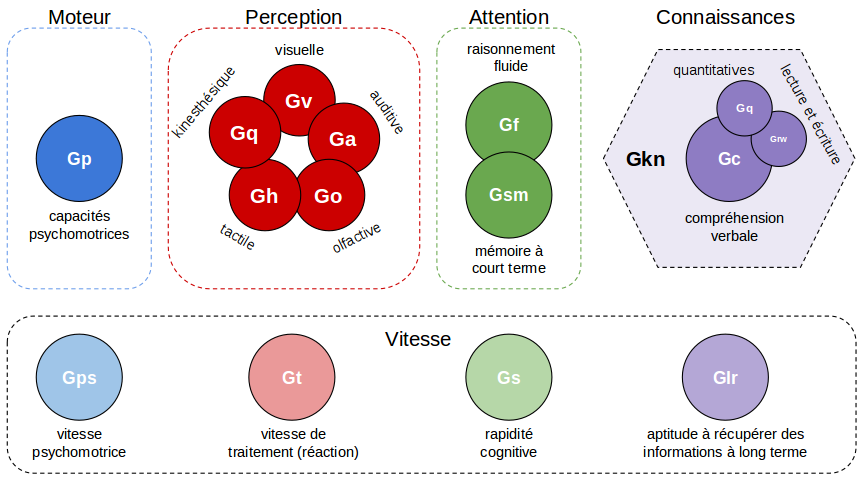 Moteur
Gp
capacités
psychomotrices
Perception
visuelle
kinesthésique
auditive
Gv
Gq
Ga
Gh
Go
tactile
olfactive
Attention
raisonnement
fluide
Gf
Gsm
mémoire à
court terme
Connaissances
quantitatives
lecture et écriture
Gq
Grw
Gkn
Gc
compréhension
verbale
Vitesse
Gps
vitesse
psychomotrice
Gt
vitesse de
traitement (réaction)
Gs
rapidité
cognitive
Glr
aptitude à récupérer des
informations à long terme